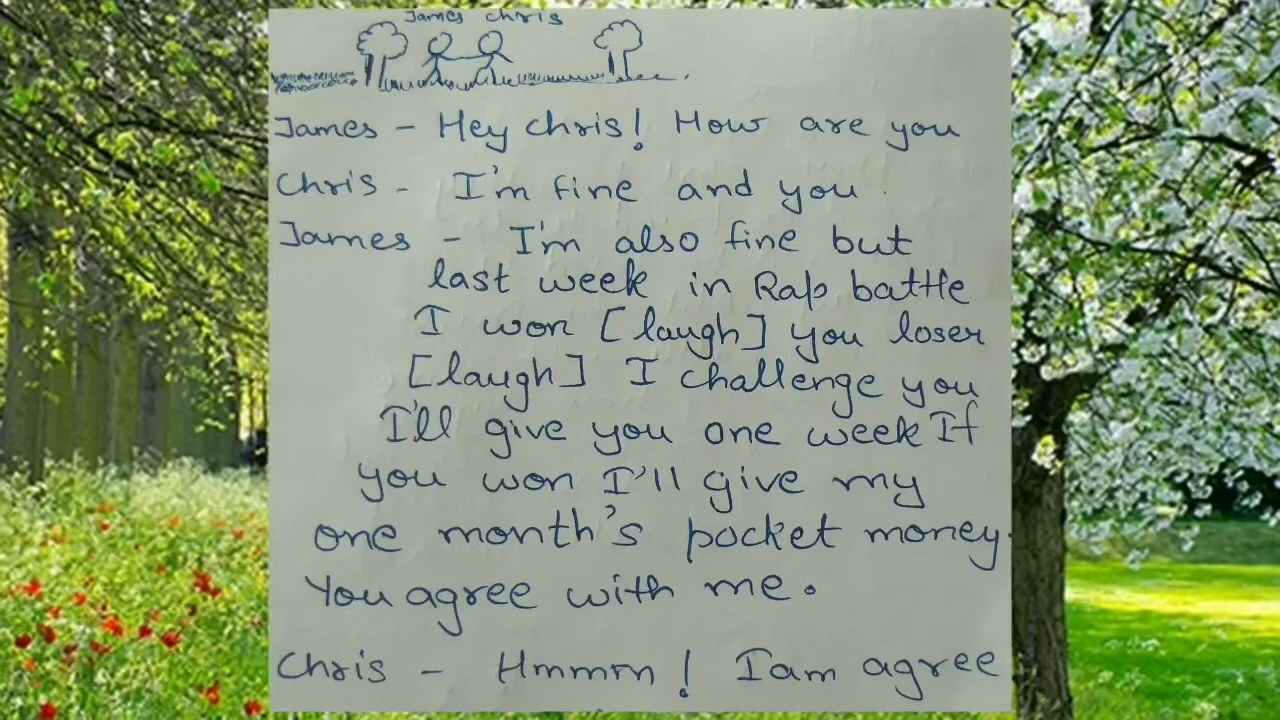 James Chris
James - Hey Chris! How are you
Chris - I'm fine and you
James - I'm also fine but
last week in Rap battle
I won [laugh] you loser
[laugh] I challenge you
I'll give you one week If
you won I'll give my
one month's pocket money.
You agree with me.
Chris - Hmmm! I am agree